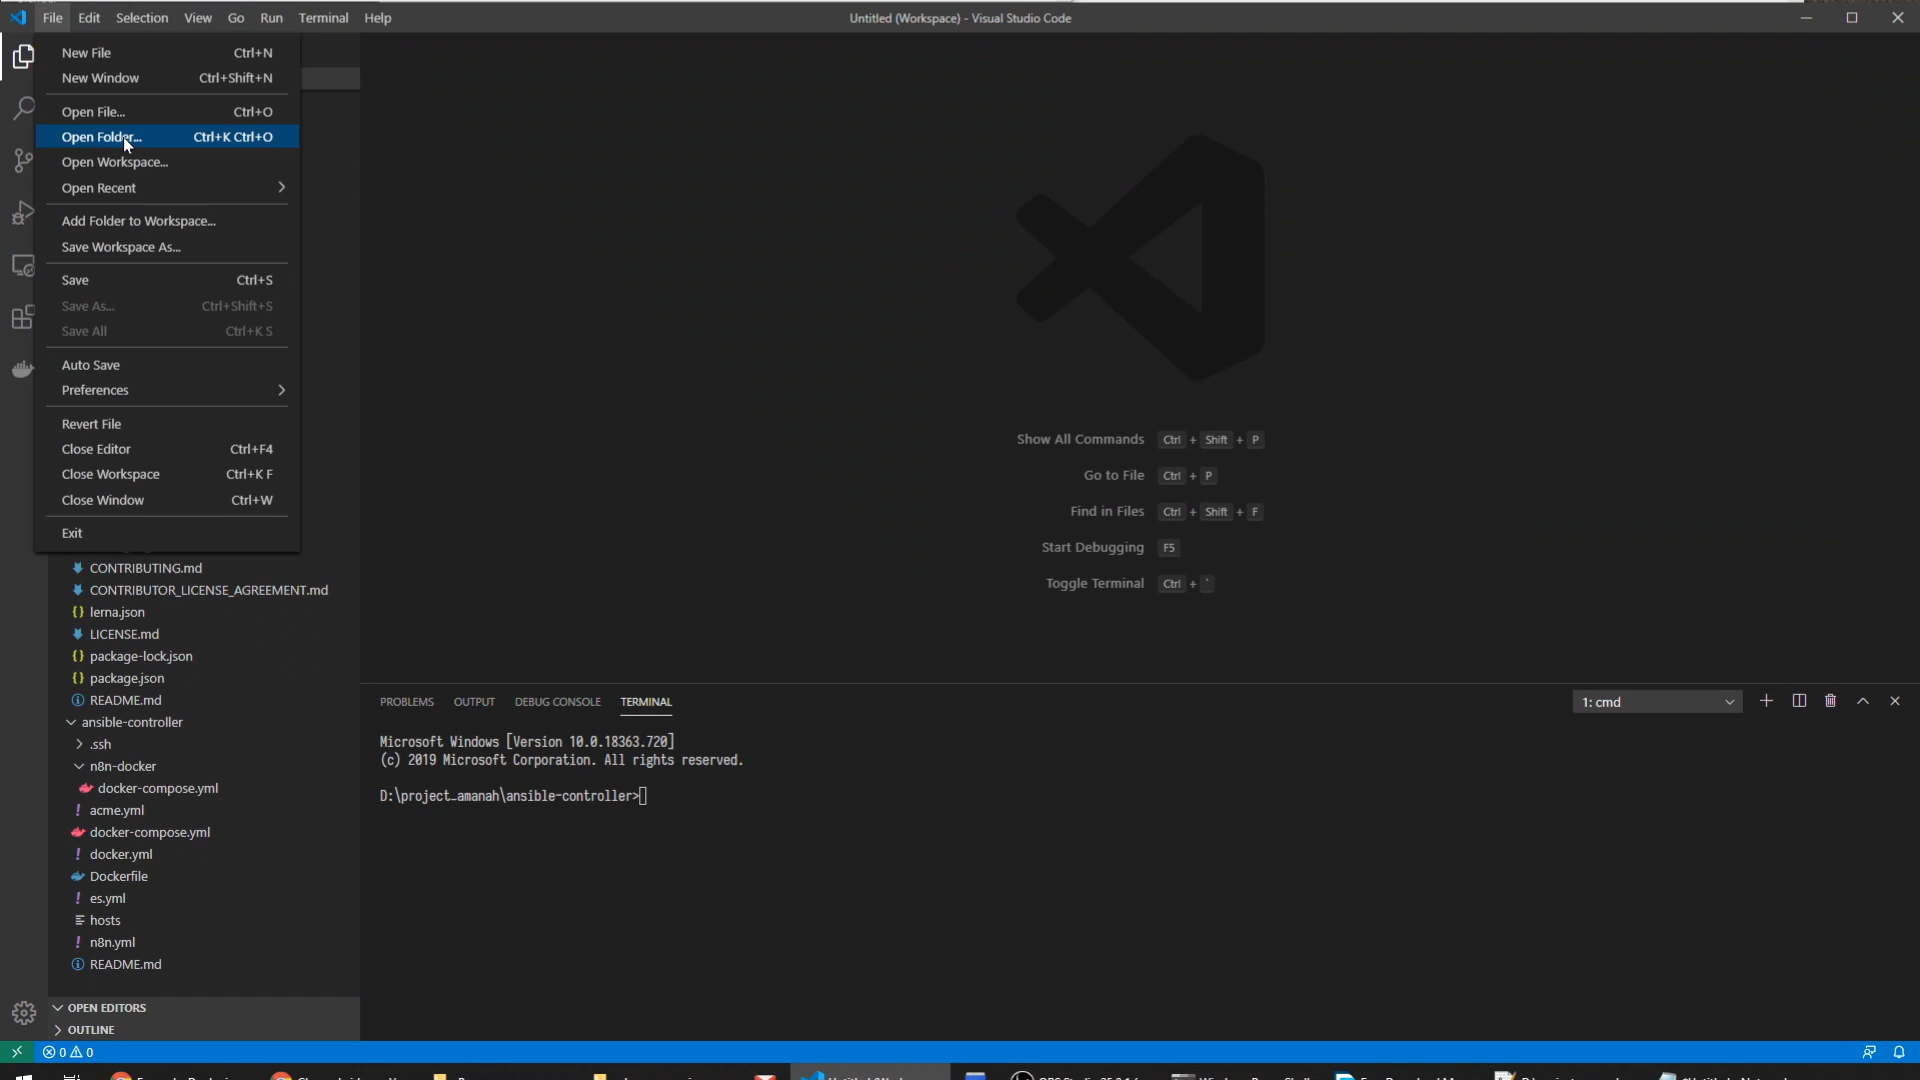 File Edit Selection View Go Run Terminal Help
Untitled (Workspace) - Visual Studio Code
New File Ctrl+N
New Window Ctrl+Shift+N
Open File... Ctrl+O
Open Folder... Ctrl+K Ctrl+O
Open Workspace...
Open Recent
Add Folder to Workspace...
Save Workspace As...
Save Ctrl+S
Save As... Ctrl+Shift+S
Save All Ctrl+K S
Auto Save
Preferences
Revert File
Close Editor Ctrl+F4
Close Workspace Ctrl+K F
Close Window Ctrl+W
Exit
CONTRIBUTING.md
CONTRIBUTOR_LICENSE_AGREEMENT.md
{} lerna.json
LICENSE.md
{} package-lock.json
{} package.json
README.md
ansible-controller
.ssh
n8n-docker
docker-compose.yml
! acme.yml
docker-compose.yml
! docker.yml
Dockerfile
! es.yml
hosts
! n8n.yml
README.md
OPEN EDITORS
OUTLINE
Show All Commands Ctrl + Shift + P
Go to File Ctrl + P
Find in Files Ctrl + Shift + F
Start Debugging F5
Toggle Terminal Ctrl + `
PROBLEMS OUTPUT DEBUG CONSOLE TERMINAL
1: cmd
Microsoft Windows [Version 10.0.18363.720]
(c) 2019 Microsoft Corporation. All rights reserved.
D:\project_amanah\ansible-controller>
0 0